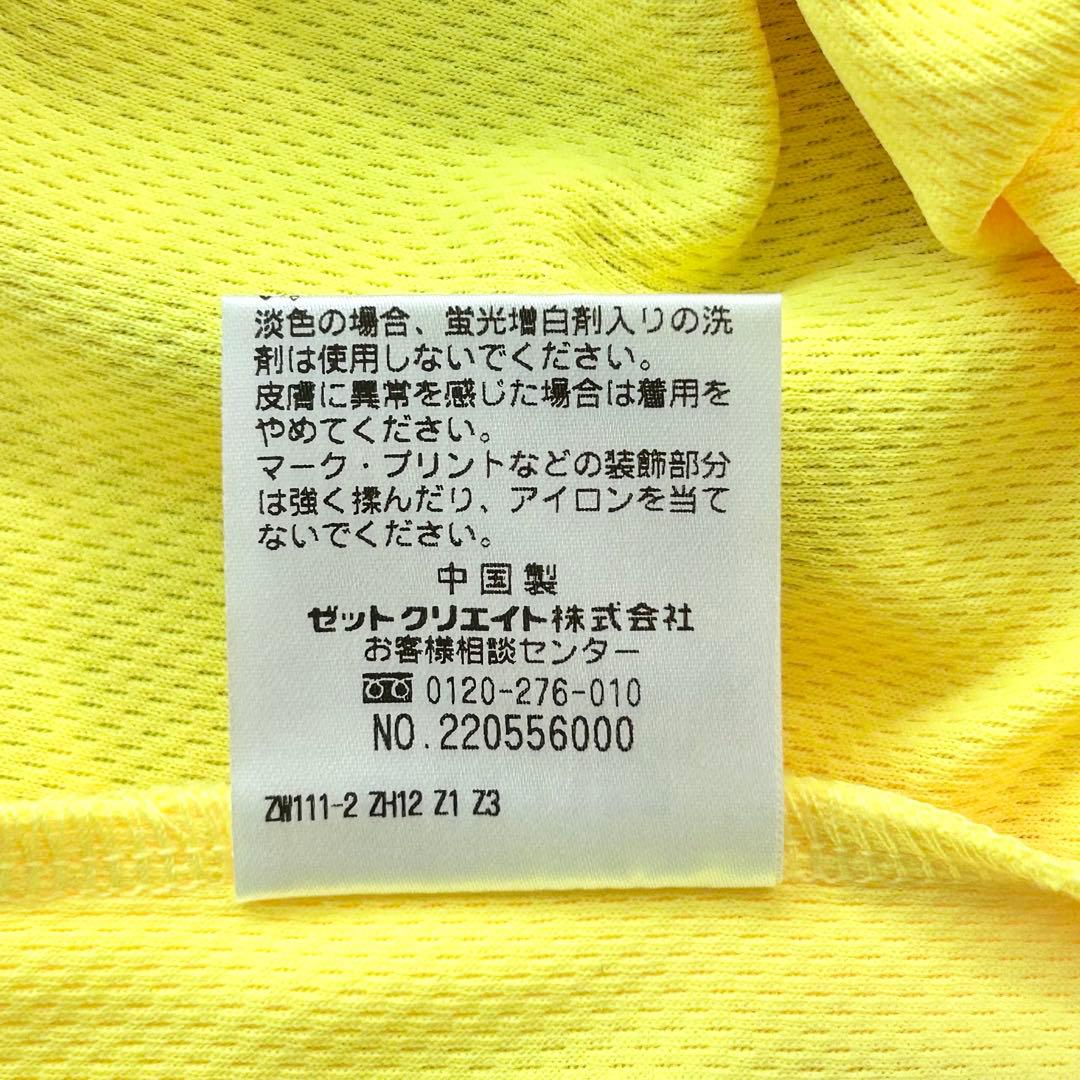 淡色の場合、蛍光増白剤入りの洗
剤は使用しないでください。
皮膚に異常を感じた場合は着用を
やめてください。
マーク・プリントなどの装飾部分
は強く揉んだり、アイロンを当て
ないでください。
中国製
ゼットクリエイト株式会社
お客様相談センター
0120-276-010
NO.220556000
ZW111-2 ZH12 Z1 Z3